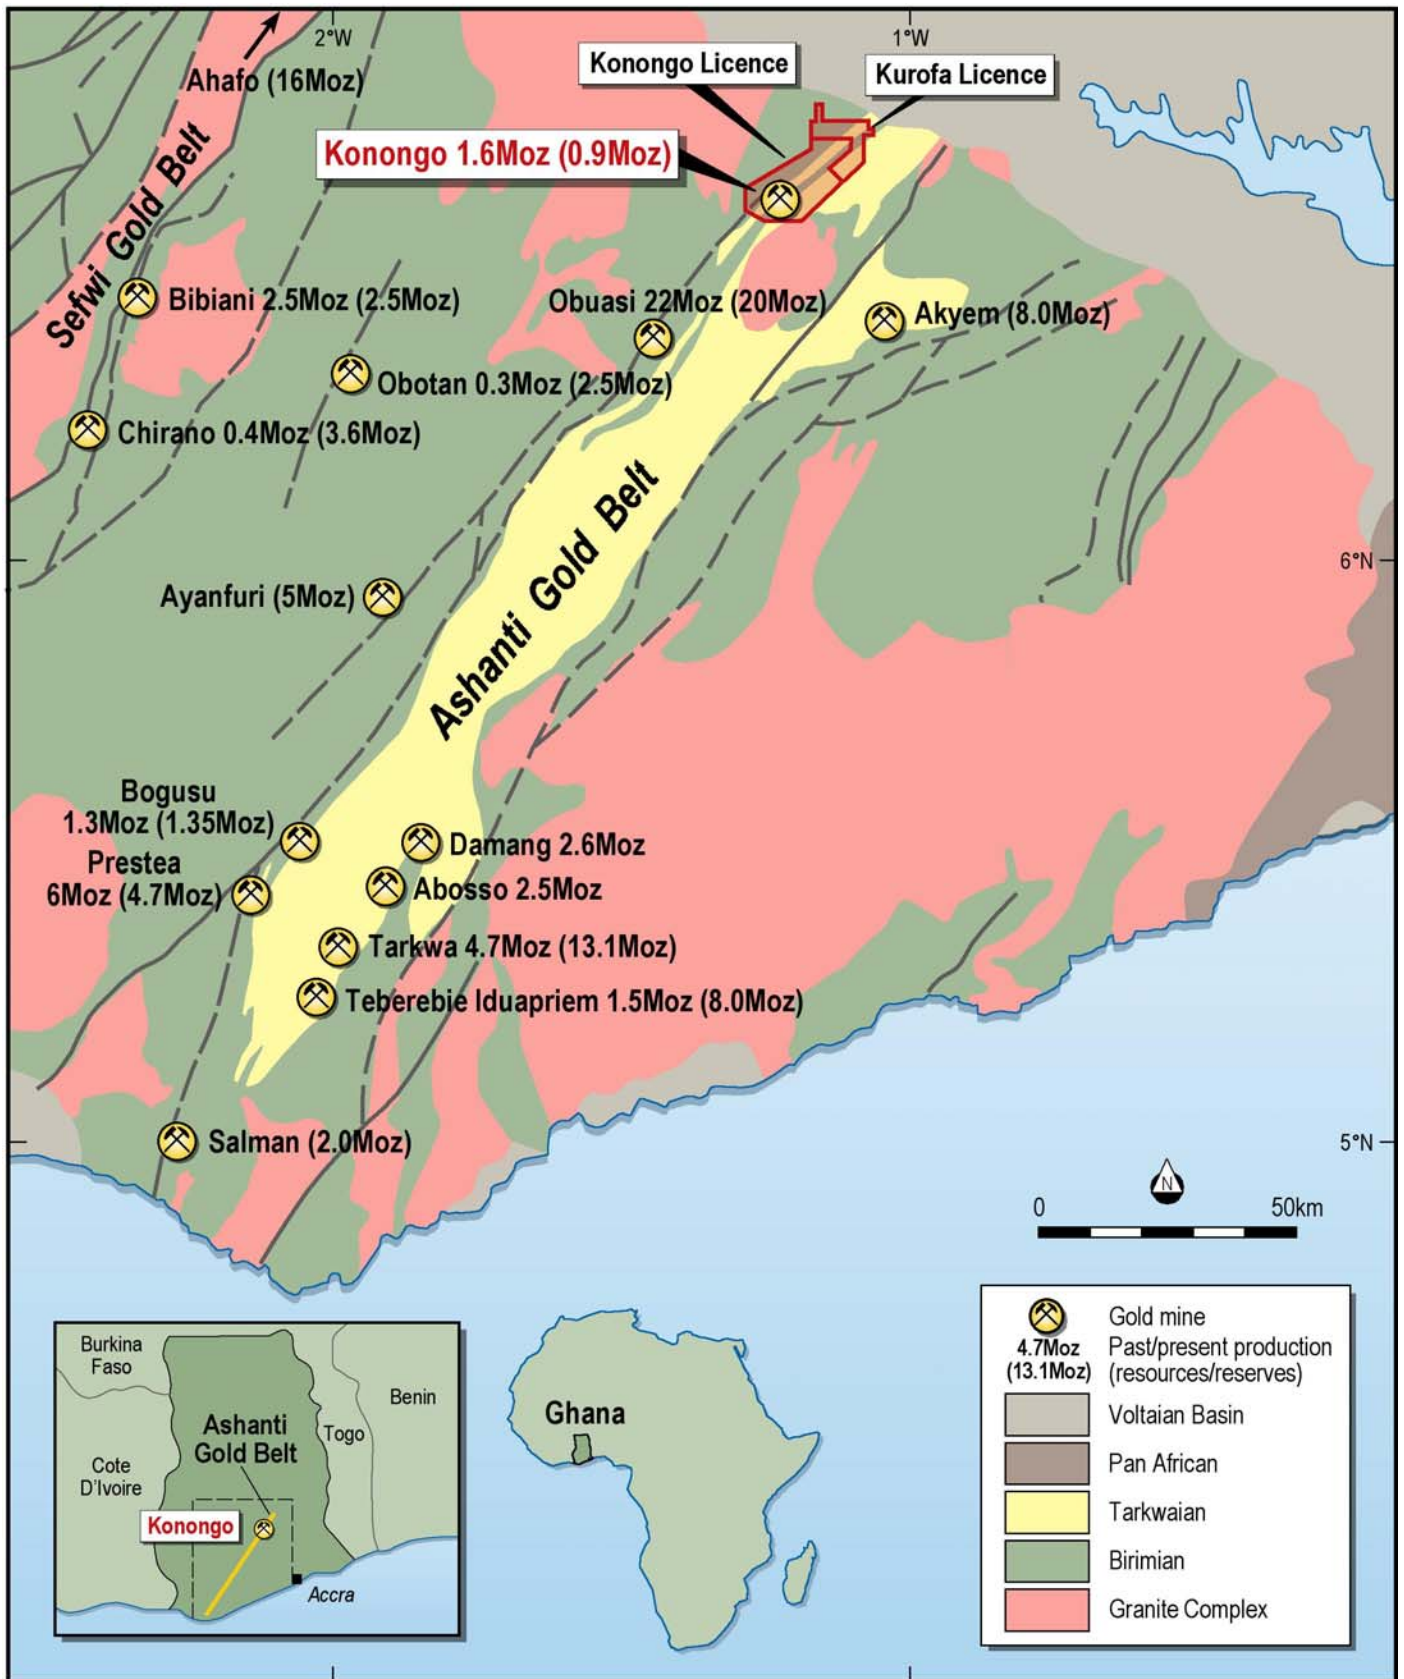 2°W
1°W
Ahafo (16Moz)
Konongo Licence
Kurofa Licence
Konongo 1.6Moz (0.9Moz)
Sefwi Gold Belt
Bibiani 2.5Moz (2.5Moz)
Obuasi 22Moz (20Moz)
Akyem (8.0Moz)
Obotan 0.3Moz (2.5Moz)
Chirano 0.4Moz (3.6Moz)
Ashanti Gold Belt
6°N
Ayanfuri (5Moz)
Bogusu
1.3Moz (1.35Moz)
Prestea
6Moz (4.7Moz)
Damang 2.6Moz
Abosso 2.5Moz
Tarkwa 4.7Moz (13.1Moz)
Teberebie Iduapriem 1.5Moz (8.0Moz)
Salman (2.0Moz)
5°N
N
0
50km
Burkina
Faso
Benin
Ashanti
Gold Belt
Togo
Cote
D'Ivoire
Konongo
Accra
Ghana
Gold mine
4.7Moz
(13.1Moz)
Past/present production
(resources/reserves)
Voltaian Basin
Pan African
Tarkwaian
Birimian
Granite Complex